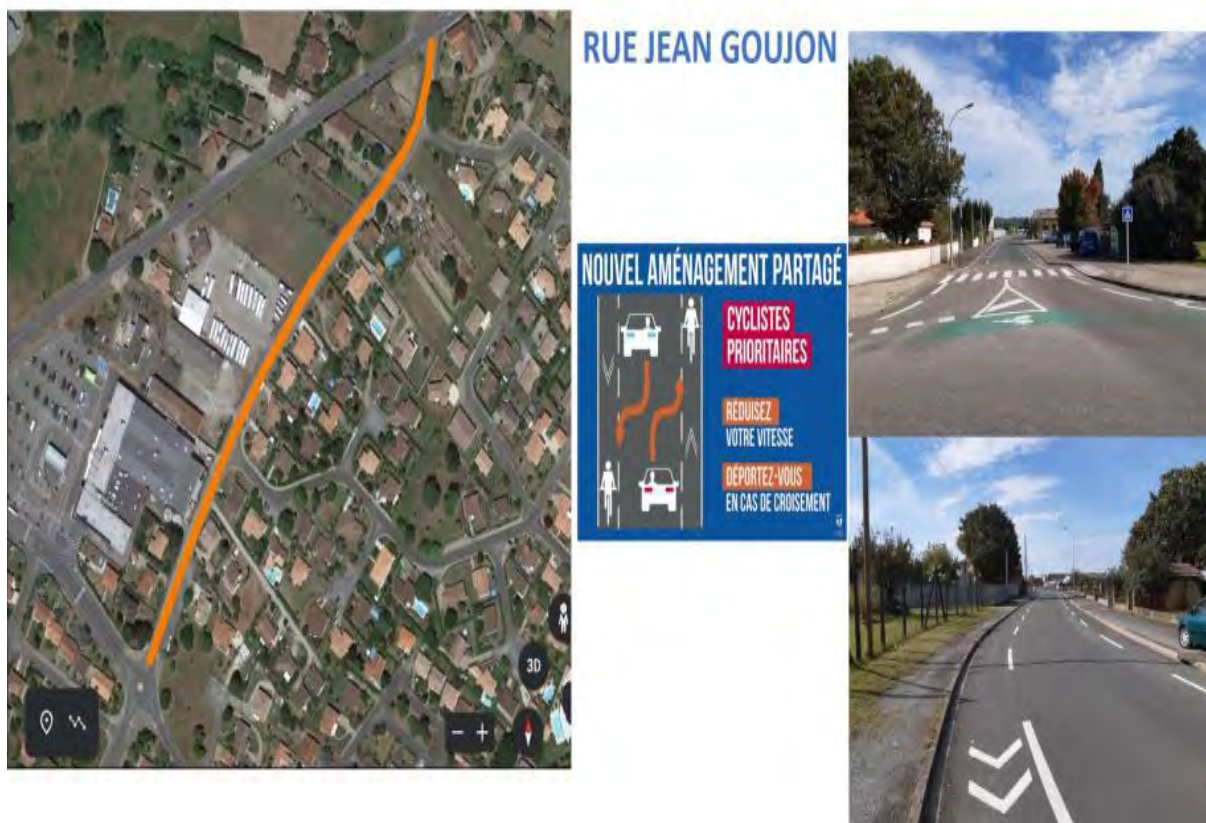 RUE JEAN GOUJON
NOUVEL AMÉNAGEMENT PARTAGÉ
CYCLISTES
PRIORITAIRES
RÉDUISEZ
VOTRE VITESSE
DÉPORTEZ-VOUS
EN CAS DE CROISEMENT
3D